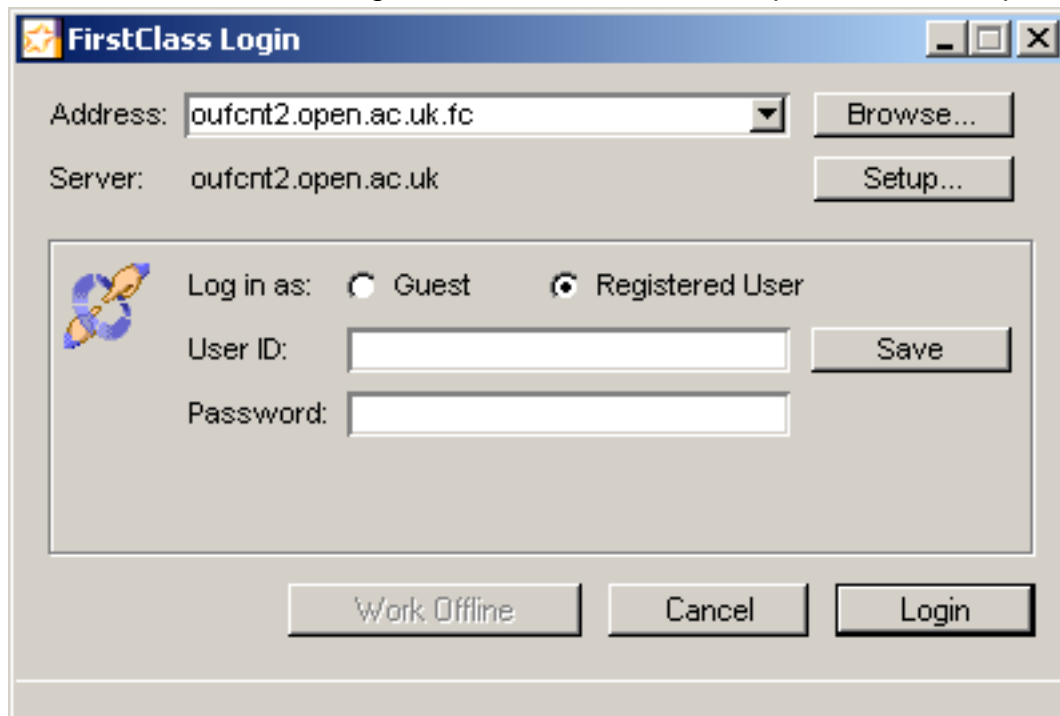 FirstClass Login
Address: oufcnt2.open.ac.uk.fc Browse...
Server: oufcnt2.open.ac.uk Setup...
Log in as: Guest Registered User
User ID: Save
Password:
Work Offline Cancel Login